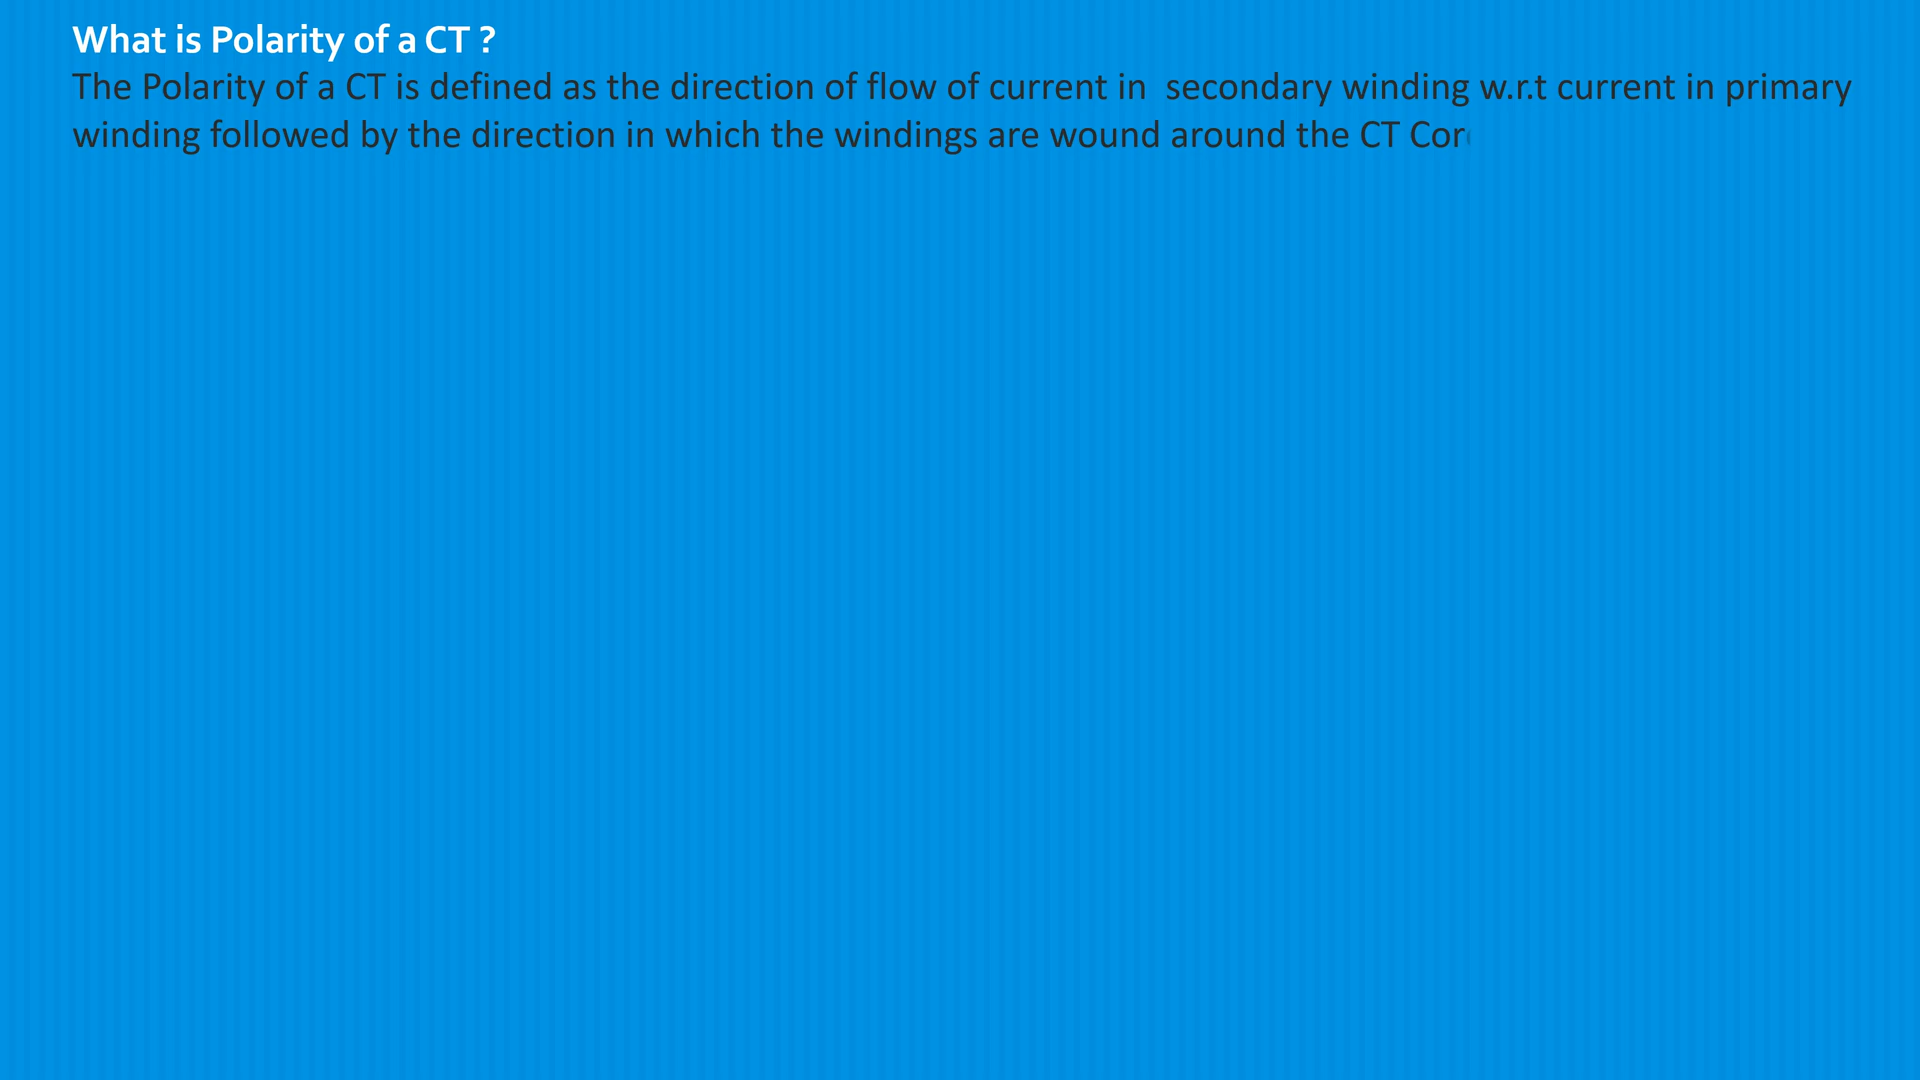 What is Polarity of a CT ?
The Polarity of a CT is defined as the direction of flow of current in  secondary winding w.r.t current in primary
winding followed by the direction in which the windings are wound around the CT Cor